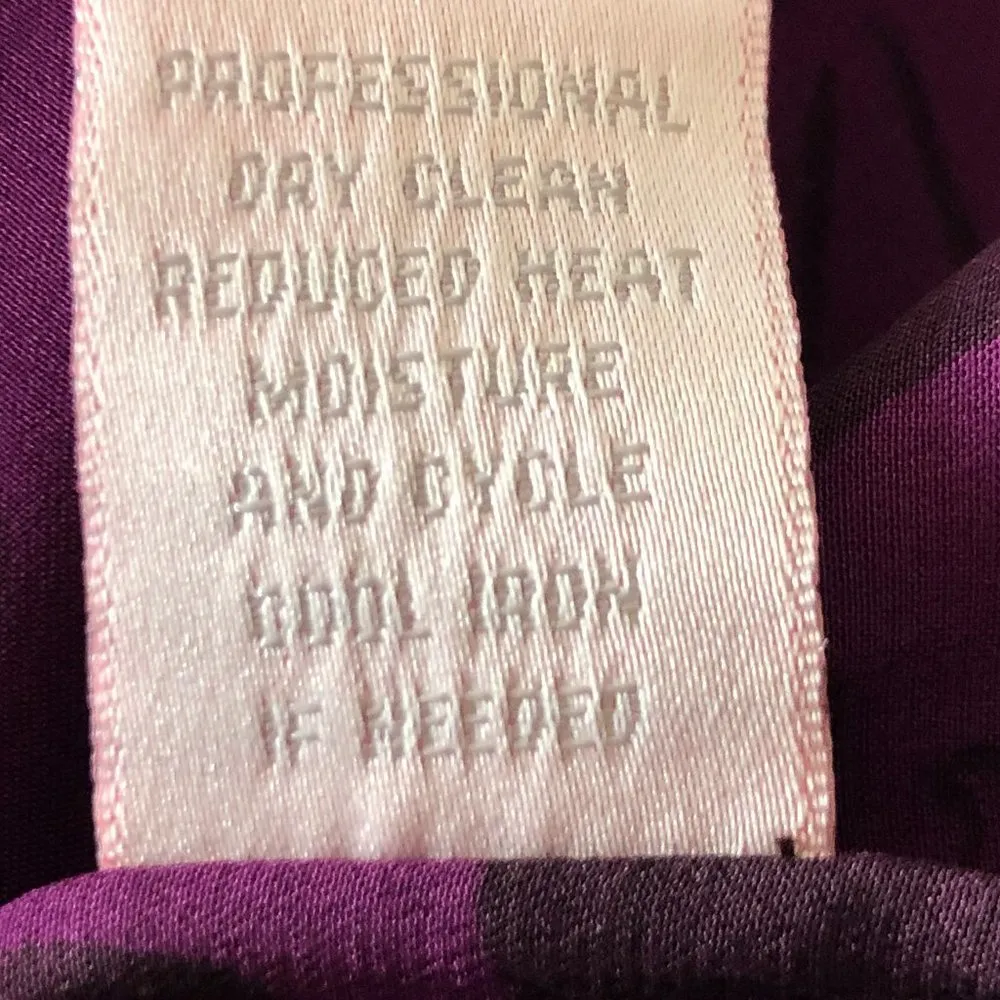 PROFESSIONAL
DRY CLEAN
REDUCED HEAT
MOISTURE
AND CYCLE
COOL IRON
IF NEEDED